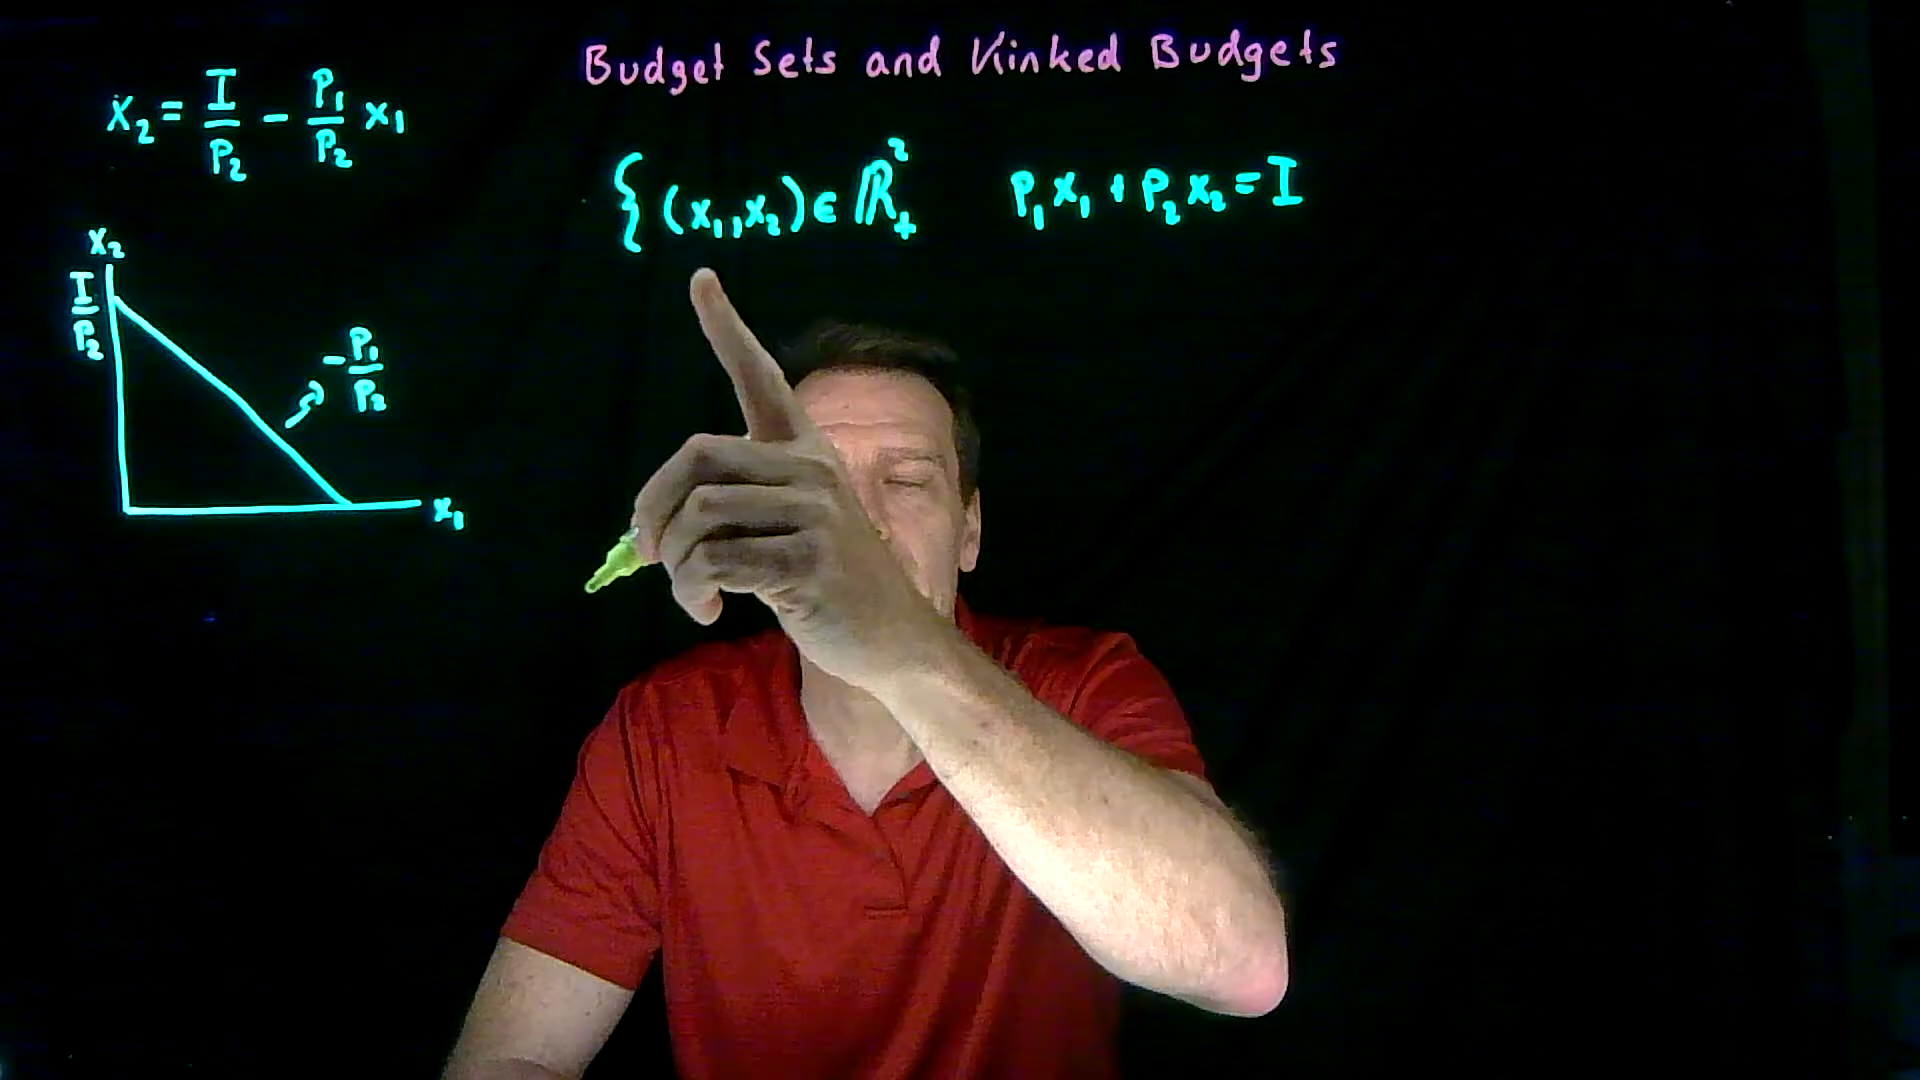 Budget Sets and Kinked Budgets
X₂ = I/P₂ - P₁/P₂ x₁
{ (x₁,x₂) ∈ ℝ²₊    P₁x₁ + P₂x₂ = I
x₂
I/P₂
-P₁/P₂
x₁